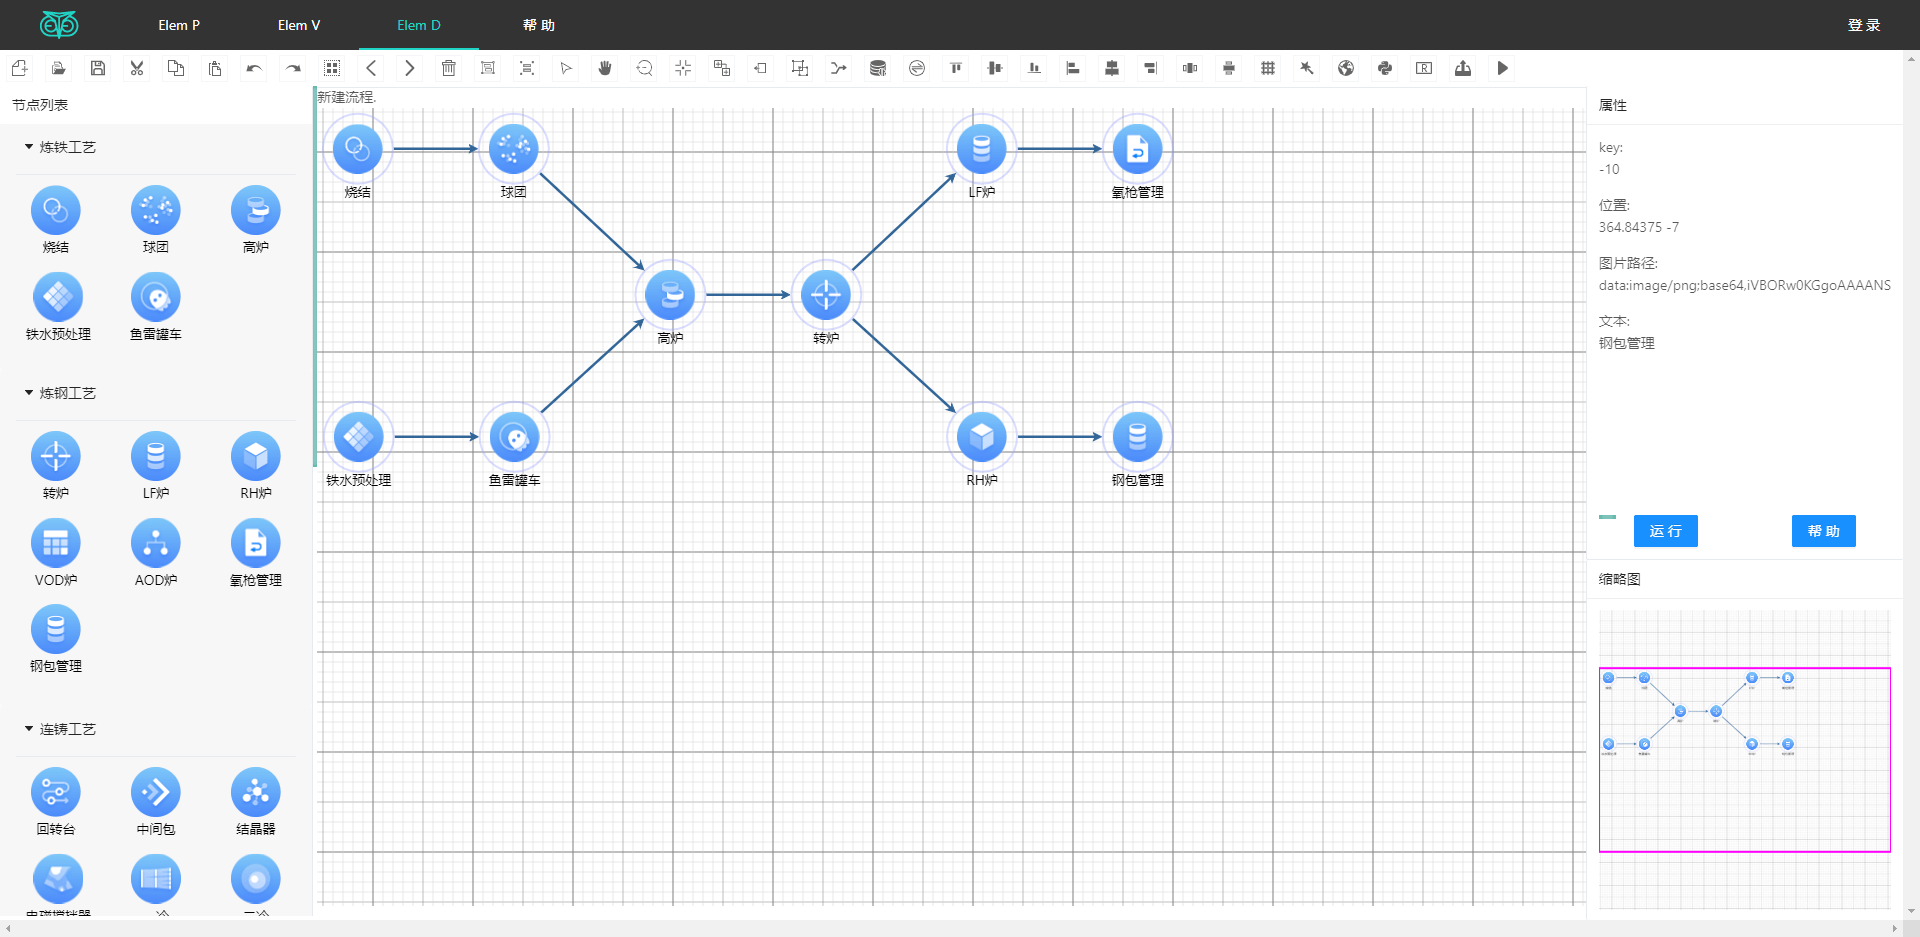 Elem P
Elem V
Elem D
帮 助
登 录
节点列表
新建流程.
属性
炼铁工艺
烧结
球团
高炉
铁水预处理
鱼雷罐车
炼钢工艺
转炉
LF炉
RH炉
VOD炉
AOD炉
氧枪管理
钢包管理
连铸工艺
回转台
中间包
结晶器
电磁搅拌器
二冷
烧结
球团
LF炉
氧枪管理
高炉
转炉
铁水预处理
鱼雷罐车
RH炉
钢包管理
key:
-10
位置:
364.84375 -7
图片路径:
data:image/png;base64,iVBORw0KGgoAAAANS
文本:
钢包管理
运 行
帮 助
缩略图